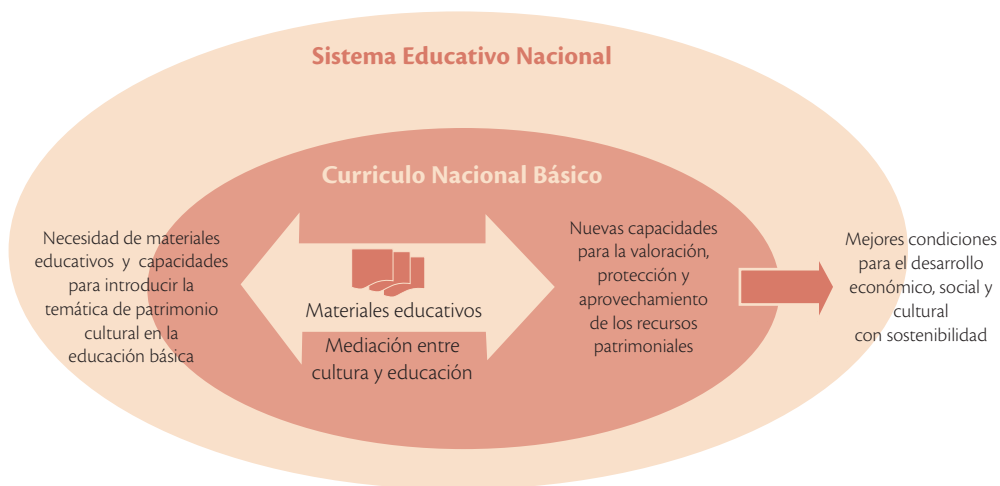 Sistema Educativo Nacional
Curriculo Nacional Básico
Necesidad de materiales
educativos y capacidades
para introducir la
temática de patrimonio
cultural en la
educación básica
Materiales educativos
Mediación entre
cultura y educación
Nuevas capacidades
para la valoración,
protección y
aprovechamiento
de los recursos
patrimoniales
Mejores condiciones
para el desarrollo
económico, social y
cultural
con sostenibilidad